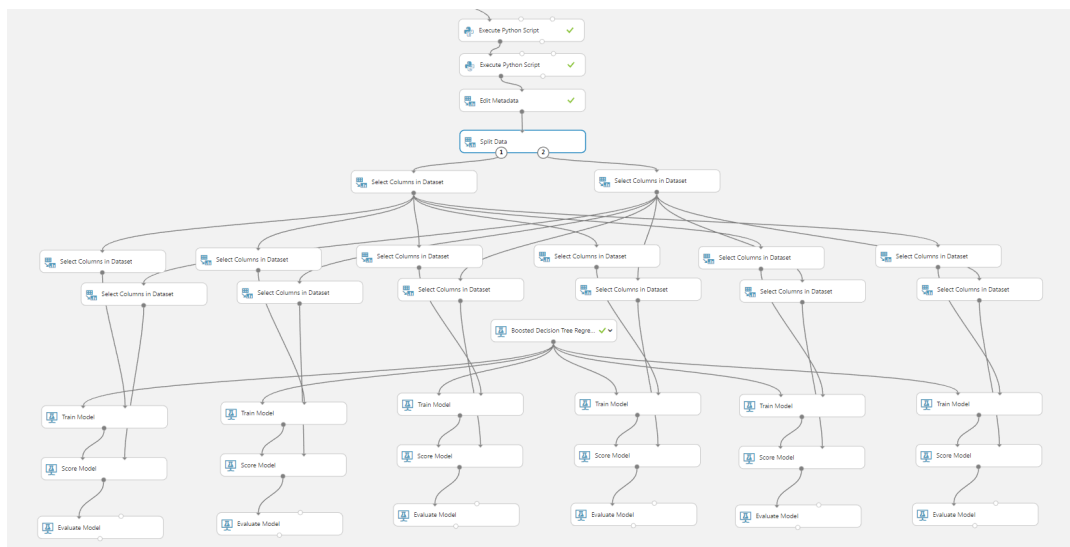 Execute Python Script
Execute Python Script
Edit Metadata
Split Data
1 2
Select Columns in Dataset Select Columns in Dataset
Select Columns in Dataset Select Columns in Dataset Select Columns in Dataset Select Columns in Dataset Select Columns in Dataset Select Columns in Dataset
Select Columns in Dataset Select Columns in Dataset Select Columns in Dataset Select Columns in Dataset Select Columns in Dataset Select Columns in Dataset
Boosted Decision Tree Regre...
Train Model Train Model Train Model Train Model Train Model Train Model
Score Model Score Model Score Model Score Model Score Model Score Model
Evaluate Model Evaluate Model Evaluate Model Evaluate Model Evaluate Model Evaluate Model